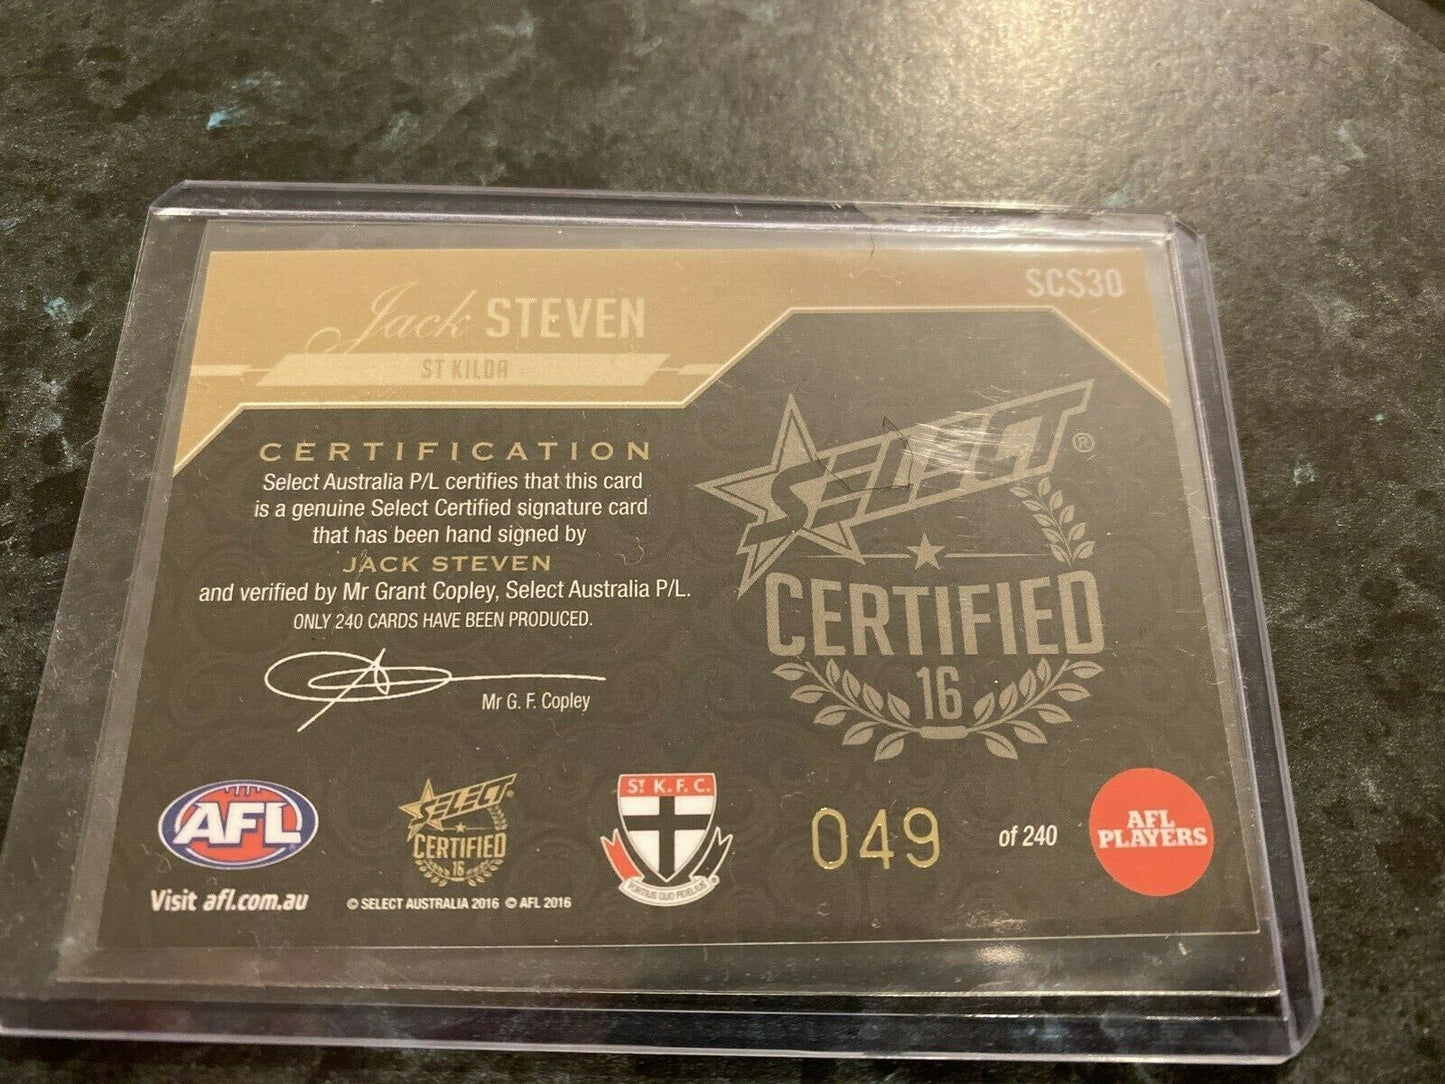 SCS30
Jack STEVEN
ST KILDA
CERTIFICATION
Select Australia P/L certifies that this card
is a genuine Select Certified signature card
that has been hand signed by
JACK STEVEN
and verified by Mr Grant Copley, Select Australia P/L.
ONLY 240 CARDS HAVE BEEN PRODUCED.
Mr G. F. Copley
SELECT ®
CERTIFIED
16
AFL
Visit afl.com.au
SELECT
CERTIFIED
16
© SELECT AUSTRALIA 2016 © AFL 2016
ST K.F.C.
FORTIUS QUO FIDELIUS
049 of 240
AFL
PLAYERS